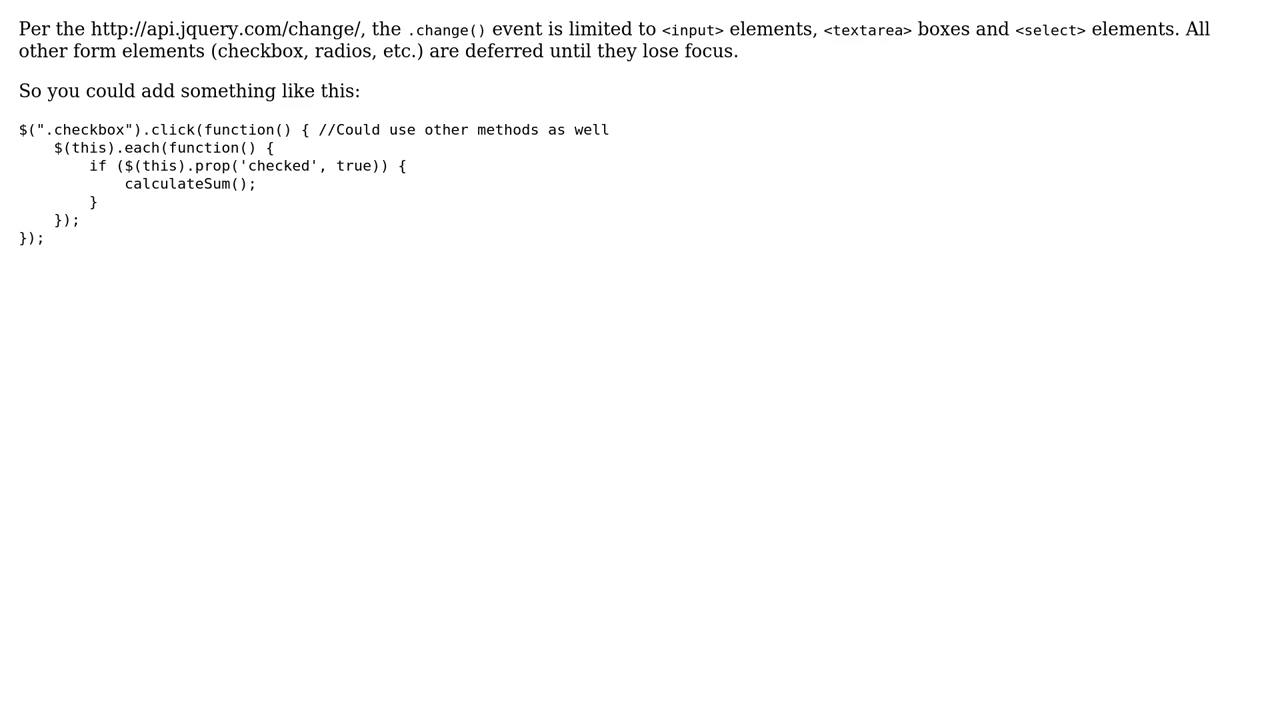 Per the http://api.jquery.com/change/, the .change() event is limited to <input> elements, <textarea> boxes and <select> elements. All
other form elements (checkbox, radios, etc.) are deferred until they lose focus.
So you could add something like this:
$(".checkbox").click(function() { //Could use other methods as well
    $(this).each(function() {
        if ($(this).prop('checked', true)) {
            calculateSum();
        }
    });
});